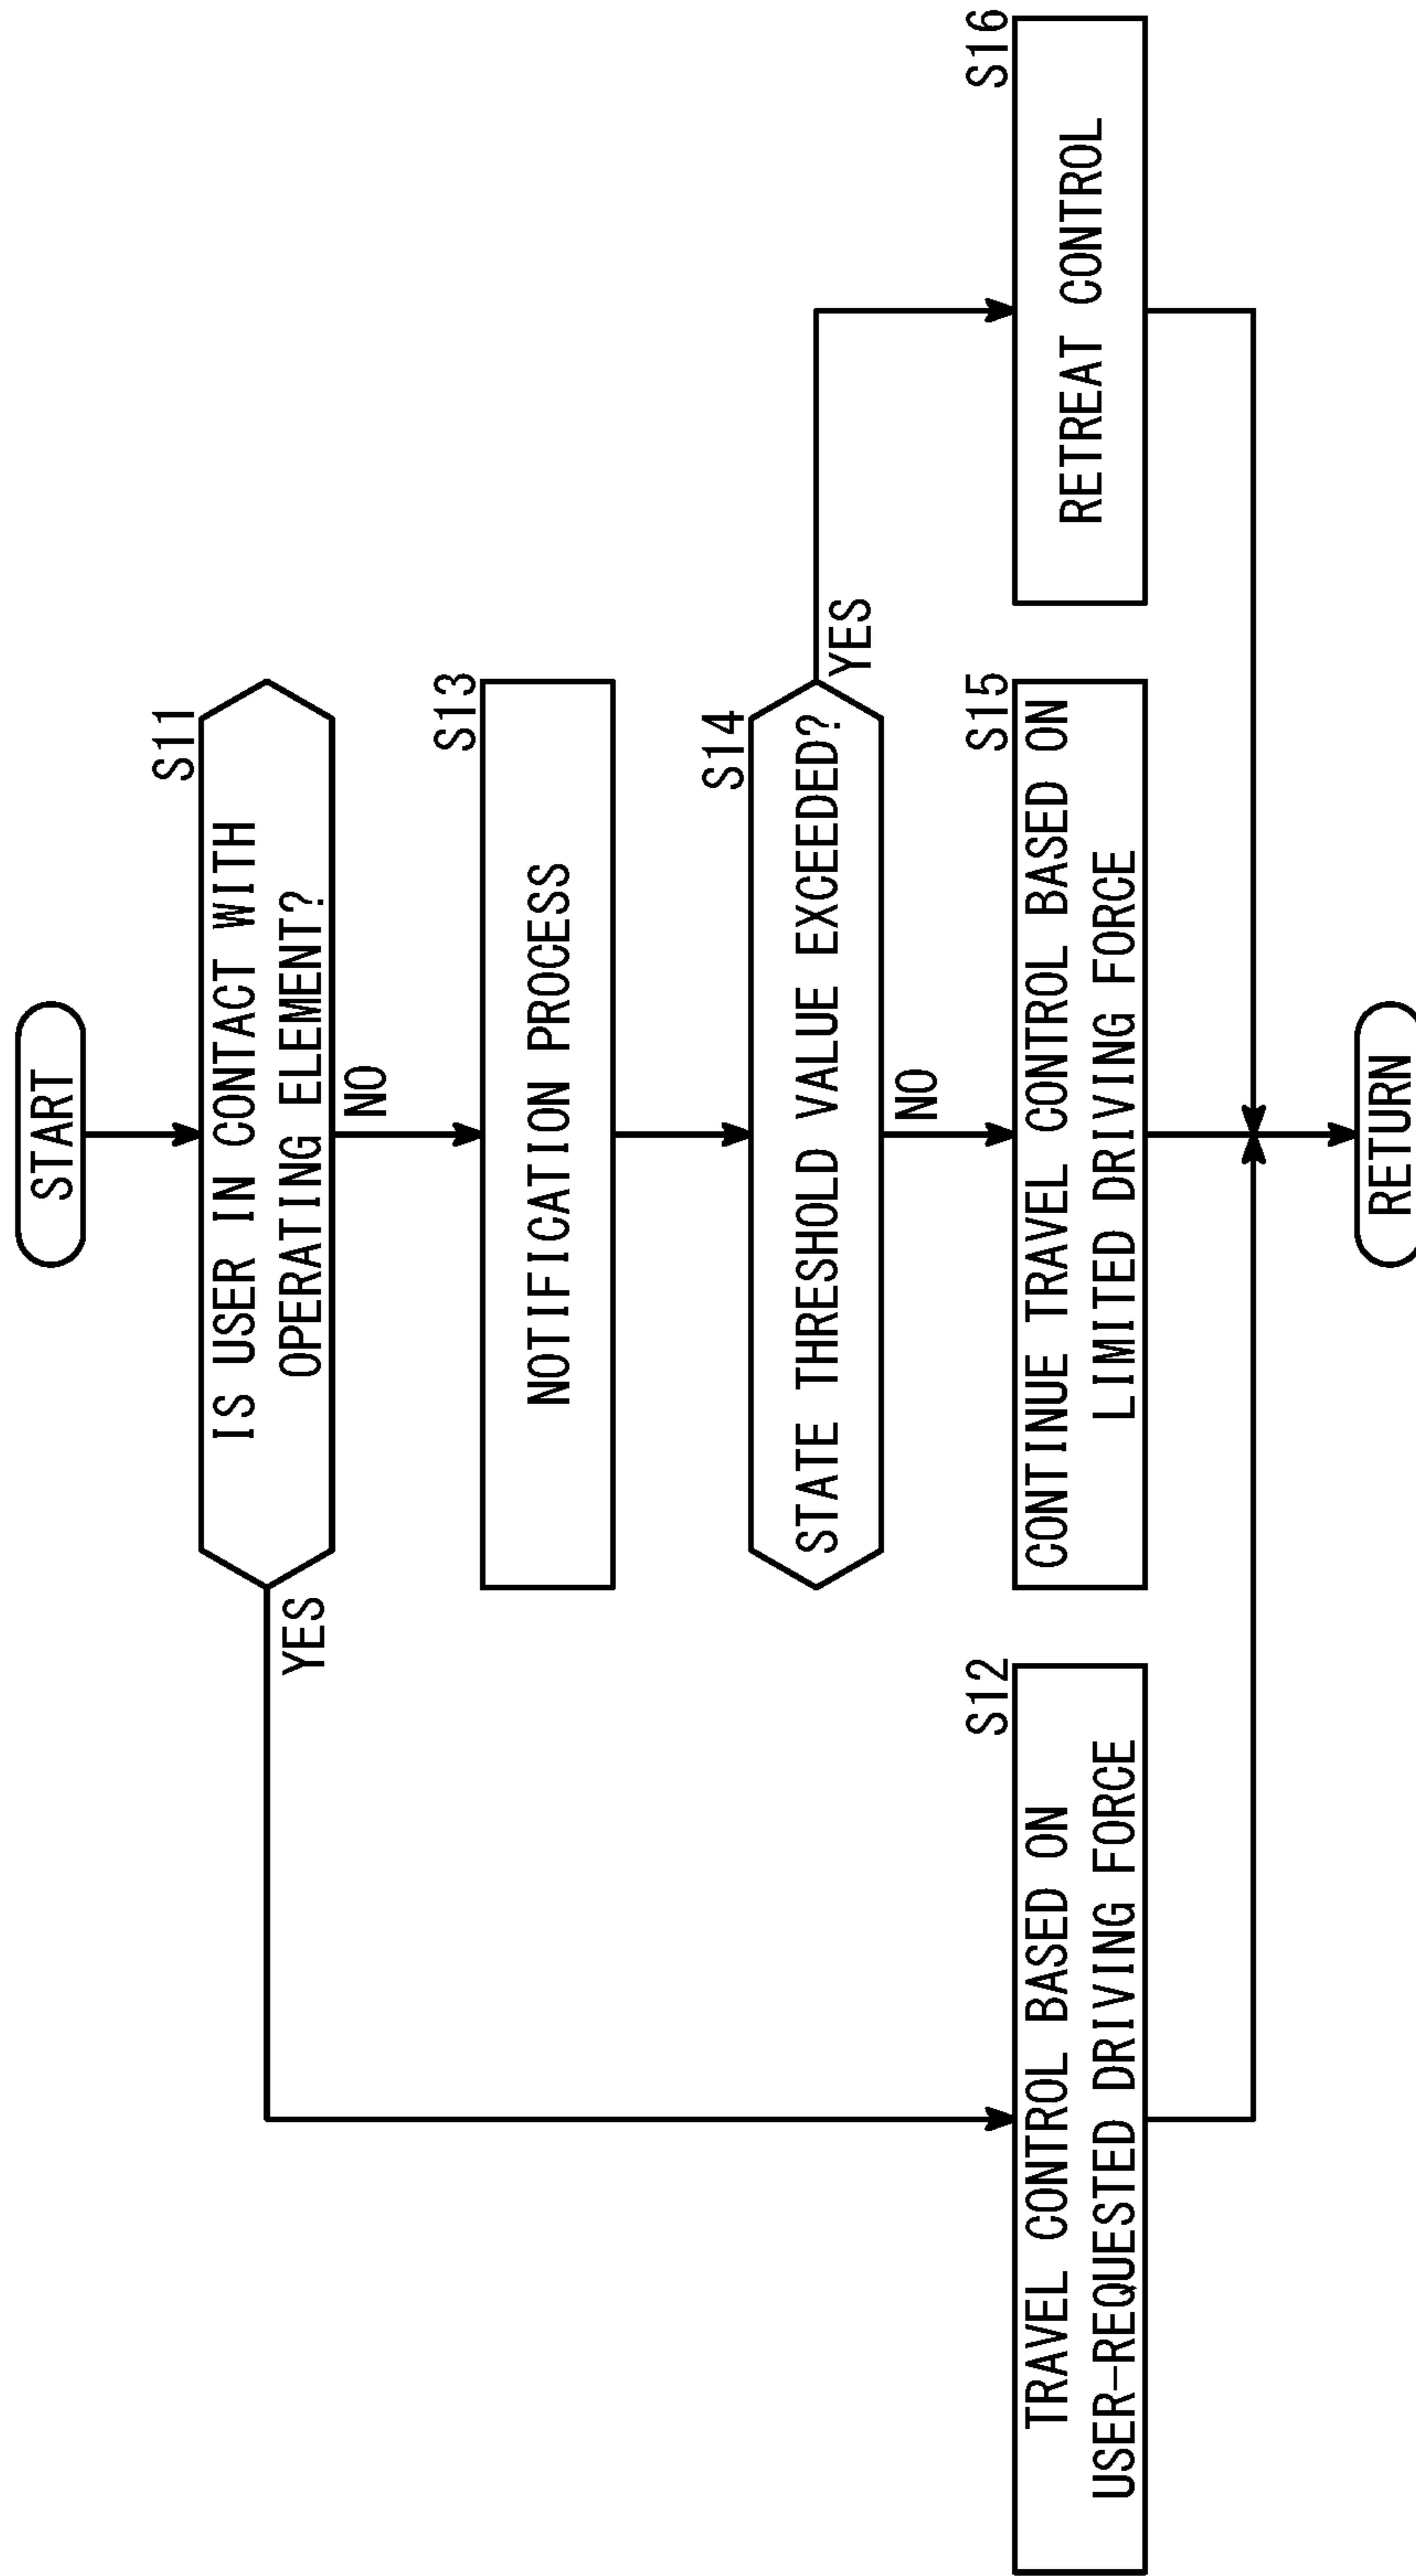 START
S11
IS USER IN CONTACT WITH
OPERATING ELEMENT?
YES
NO
S13
NOTIFICATION PROCESS
S14
STATE THRESHOLD VALUE EXCEEDED?
YES
NO
S12
TRAVEL CONTROL BASED ON
USER-REQUESTED DRIVING FORCE
S15
CONTINUE TRAVEL CONTROL BASED ON
LIMITED DRIVING FORCE
S16
RETREAT CONTROL
RETURN